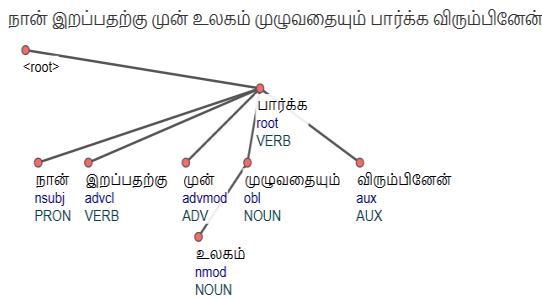 நான் இறப்பதற்கு முன் உலகம் முழுவதையும் பார்க்க விரும்பினேன்
<root>
பார்க்க
root
VERB
நான் இறப்பதற்கு முன் முழுவதையும் விரும்பினேன்
nsubj advcl advmod obl aux
PRON VERB ADV NOUN AUX
உலகம்
nmod
NOUN